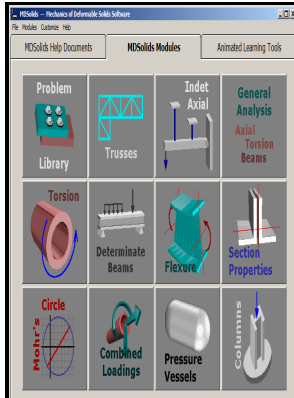 MDSolids -- Mechanics of Deformable Solids Software
File Modules Customize Help
MDSolids Help Documents
MDSolids Modules
Animated Learning Tools
Problem
Library
Trusses
Indet
Axial
General
Analysis
Axial
Torsion
Beams
Torsion
Determinate
Beams
Flexure
Section
Properties
Mohr's
Circle
Combined
Loadings
Pressure
Vessels
Columns